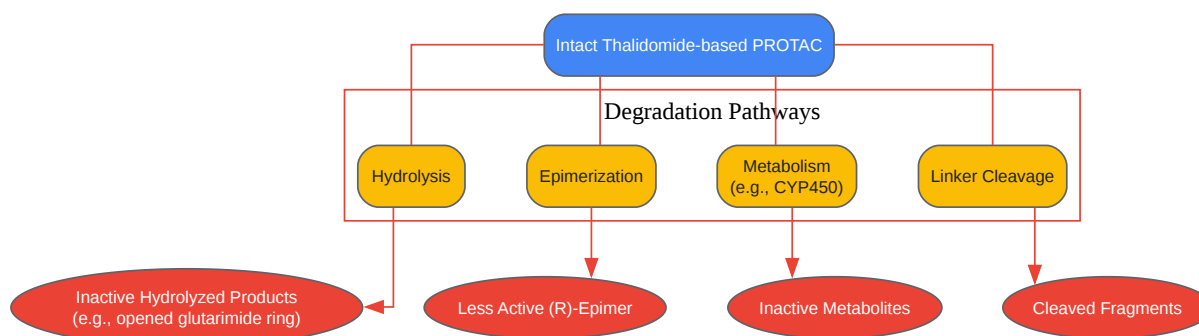 Intact Thalidomide-based PROTAC
Degradation Pathways
Hydrolysis
Epimerization
Metabolism
(e.g., CYP450)
Linker Cleavage
Inactive Hydrolyzed Products
(e.g., opened glutarimide ring)
Less Active (R)-Epimer
Inactive Metabolites
Cleaved Fragments